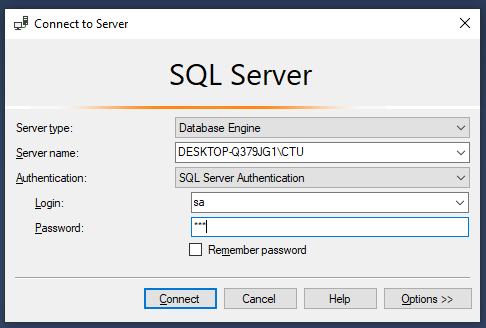 Connect to Server
SQL Server
Server type: Database Engine
Server name: DESKTOP-Q379JG1\CTU
Authentication: SQL Server Authentication
Login: sa
Password: ***
Remember password
Connect Cancel Help Options >>